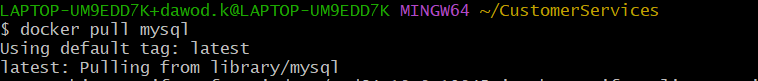 LAPTOP-UM9EDD7K+dawod.k@LAPTOP-UM9EDD7K MINGW64 ~/CustomerServices
$ docker pull mysql
Using default tag: latest
latest: Pulling from library/mysql